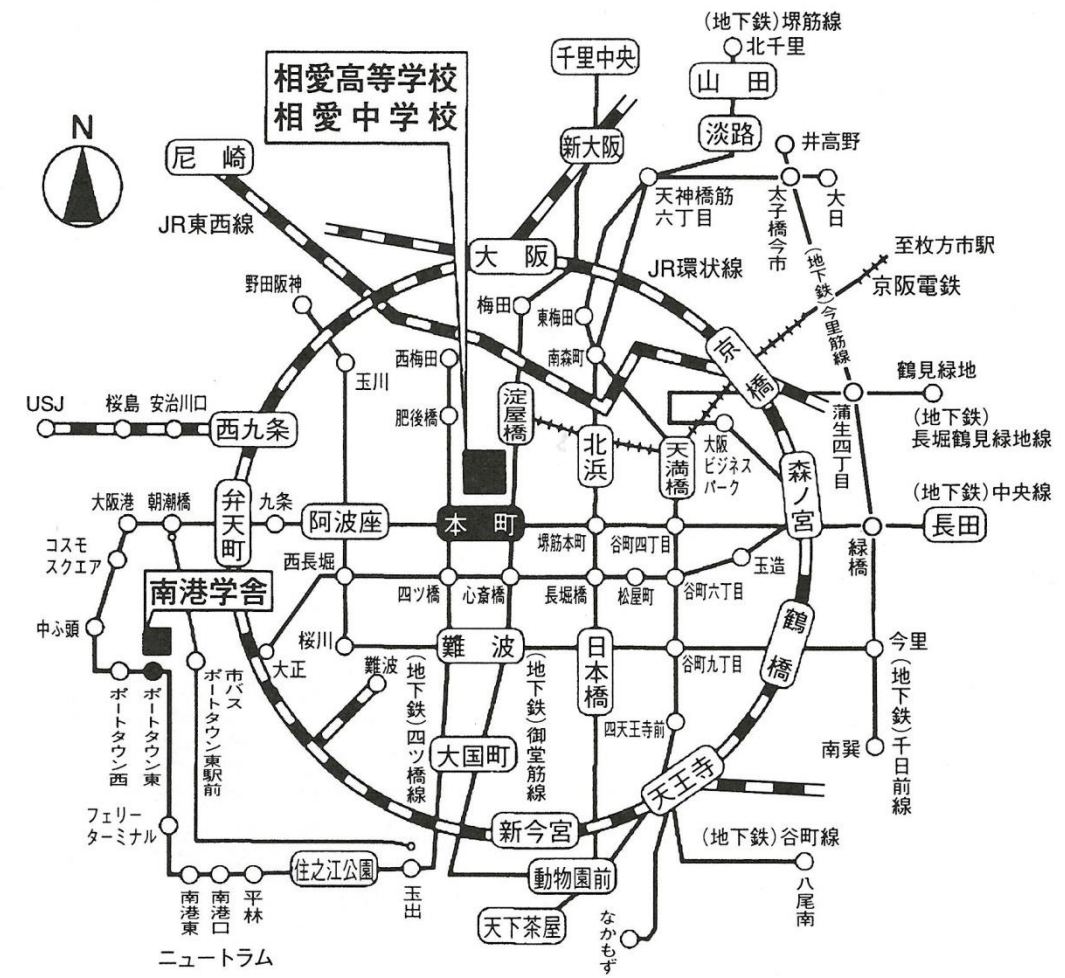 (地下鉄)堺筋線
北千里
千里中央
山田
相愛高等学校
相愛中学校
N
新大阪
淡路
井高野
尼崎
天神橋筋
六丁目
太子橋今市
大日
JR東西線
大阪
JR環状線
至枚方市駅
京阪電鉄
(地下鉄)今里筋線
野田阪神
梅田
東梅田
西梅田
南森町
京橋
玉川
鶴見緑地
(地下鉄)
長堀鶴見緑地線
蒲生四丁目
USJ
桜島
安治川口
西九条
肥後橋
淀屋橋
北浜
天満橋
大阪
ビジネス
パーク
森ノ宮
大阪港
朝潮橋
弁天町
九条
阿波座
本町
堺筋本町
谷町四丁目
(地下鉄)中央線
長田
緑橋
コスモ
スクエア
西長堀
玉造
南港学舎
四ツ橋
心斎橋
長堀橋
松屋町
谷町六丁目
中ふ頭
鶴橋
桜川
難波
日本橋
谷町九丁目
今里
大正
難波
(地下鉄)四ツ橋線
(地下鉄)御堂筋線
(地下鉄)千日前線
ポートタウン西
ポートタウン東
市バス
ポートタウン東駅前
四天王寺前
南巽
大国町
天王寺
フェリー
ターミナル
新今宮
(地下鉄)谷町線
住之江公園
玉出
動物園前
八尾南
南港東
南港口
平林
天下茶屋
なかもず
ニュートラム